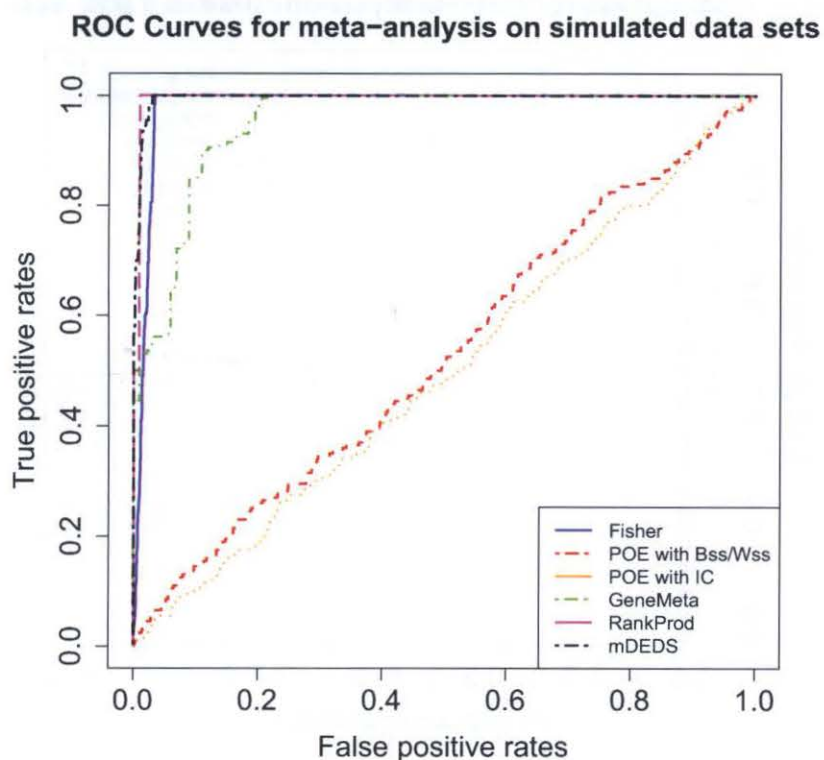 ROC Curves for meta−analysis on simulated data sets
True positive rates
1.0
0.8
0.6
0.4
0.2
0.0
0.0 0.2 0.4 0.6 0.8 1.0
False positive rates
Fisher
POE with Bss/Wss
POE with IC
GeneMeta
RankProd
mDEDS